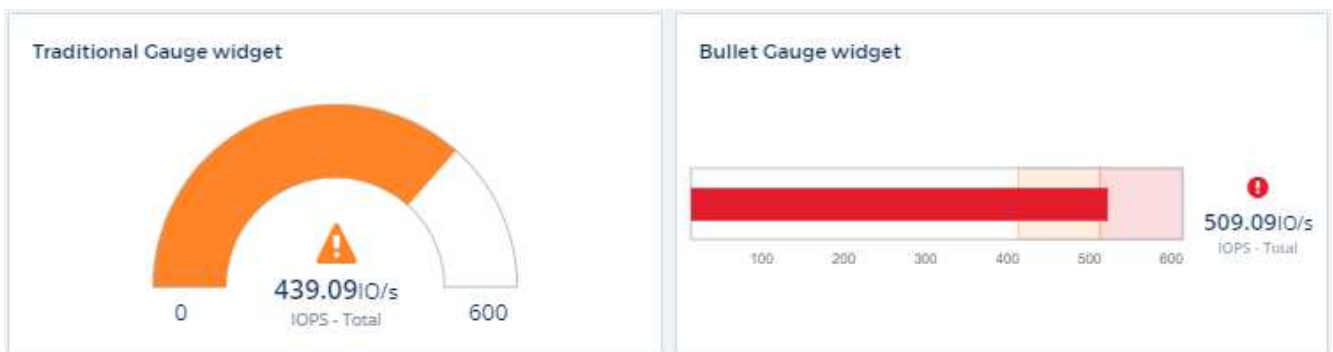 Traditional Gauge widget
439.09IO/s
IOPS - Total
0
600
Bullet Gauge widget
100 200 300 400 500 600
509.09IO/s
IOPS - Total